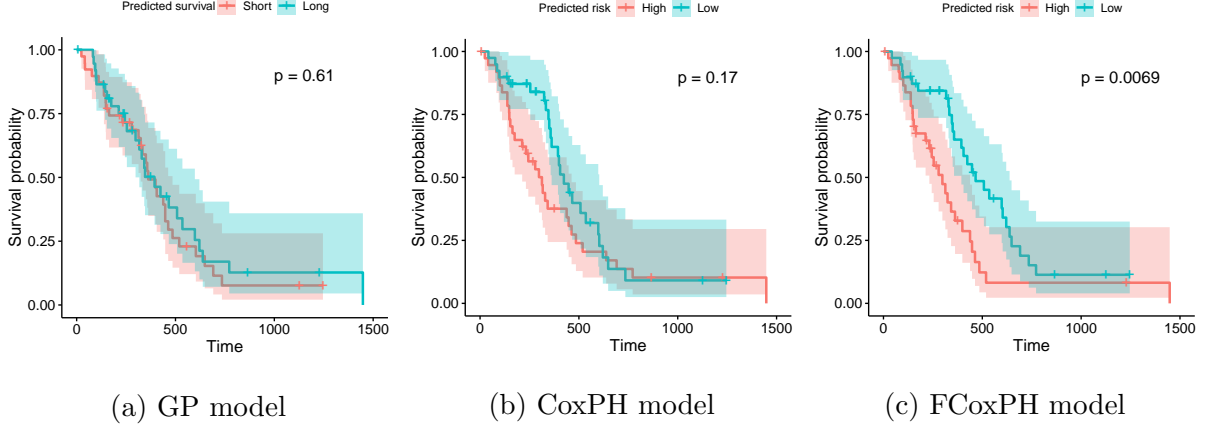 Predicted survival Short Long
Predicted risk High Low
Predicted risk High Low
Survival probability
1.00
0.75
0.50
0.25
0.00
p = 0.61
0 500 1000 1500
Time
(a) GP model
Survival probability
1.00
0.75
0.50
0.25
0.00
p = 0.17
0 500 1000 1500
Time
(b) CoxPH model
Survival probability
1.00
0.75
0.50
0.25
0.00
p = 0.0069
0 500 1000 1500
Time
(c) FCoxPH model